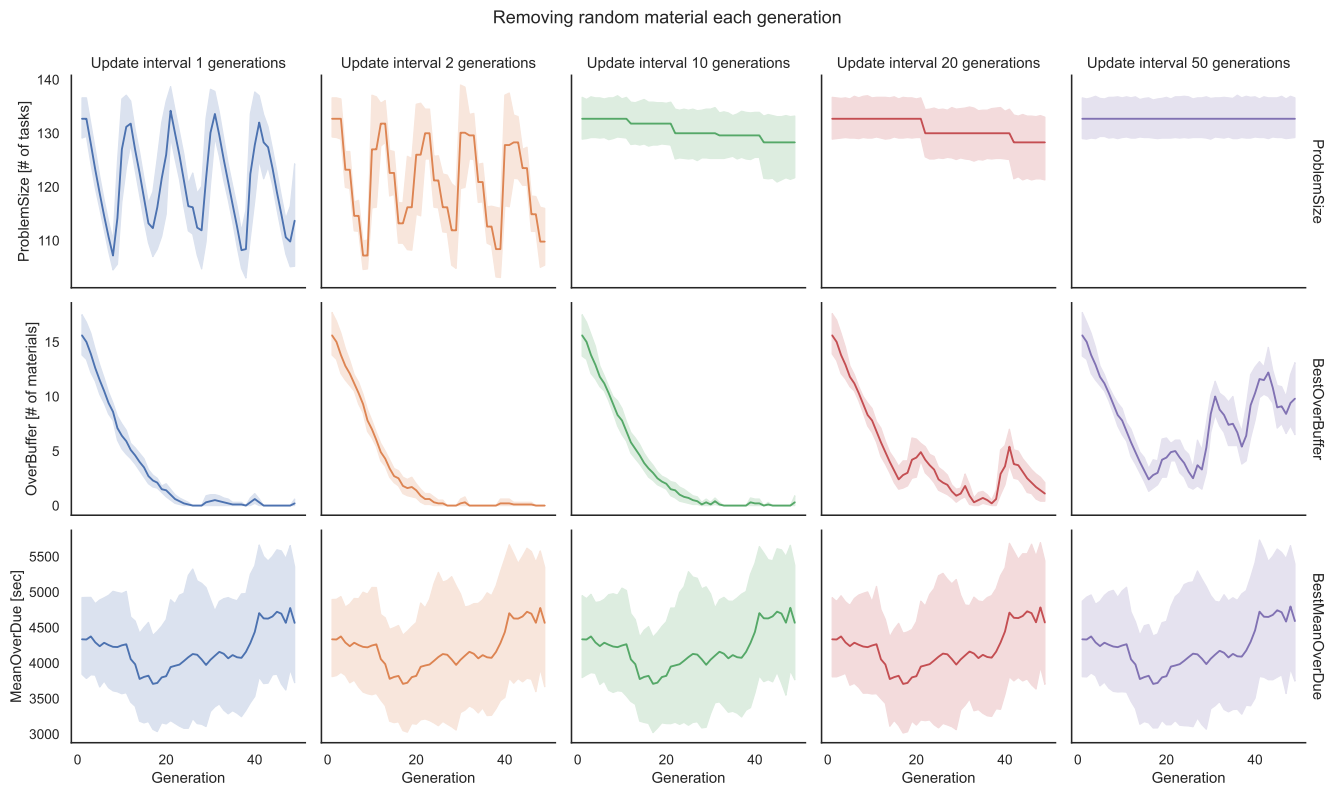 Removing random material each generation
Update interval 1 generations
Update interval 2 generations
Update interval 10 generations
Update interval 20 generations
Update interval 50 generations
140
130
120
110
ProblemSize [# of tasks]
ProblemSize
15
10
5
0
OverBuffer [# of materials]
BestOverBuffer
5500
5000
4500
4000
3500
3000
MeanOverDue [sec]
BestMeanOverDue
0 20 40
0 20 40
0 20 40
0 20 40
0 20 40
Generation
Generation
Generation
Generation
Generation